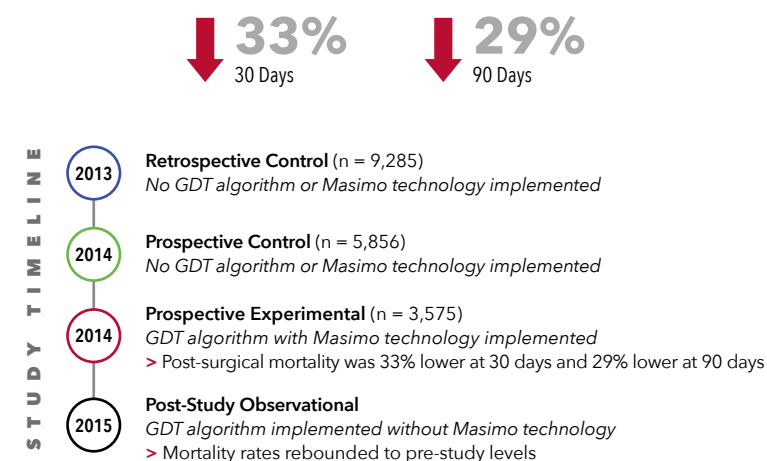 33%
30 Days
29%
90 Days
STUDY TIMELINE
2013
Retrospective Control (n = 9,285)
No GDT algorithm or Masimo technology implemented
2014
Prospective Control (n = 5,856)
No GDT algorithm or Masimo technology implemented
2014
Prospective Experimental (n = 3,575)
GDT algorithm with Masimo technology implemented
> Post-surgical mortality was 33% lower at 30 days and 29% lower at 90 days
2015
Post-Study Observational
GDT algorithm implemented without Masimo technology
> Mortality rates rebounded to pre-study levels